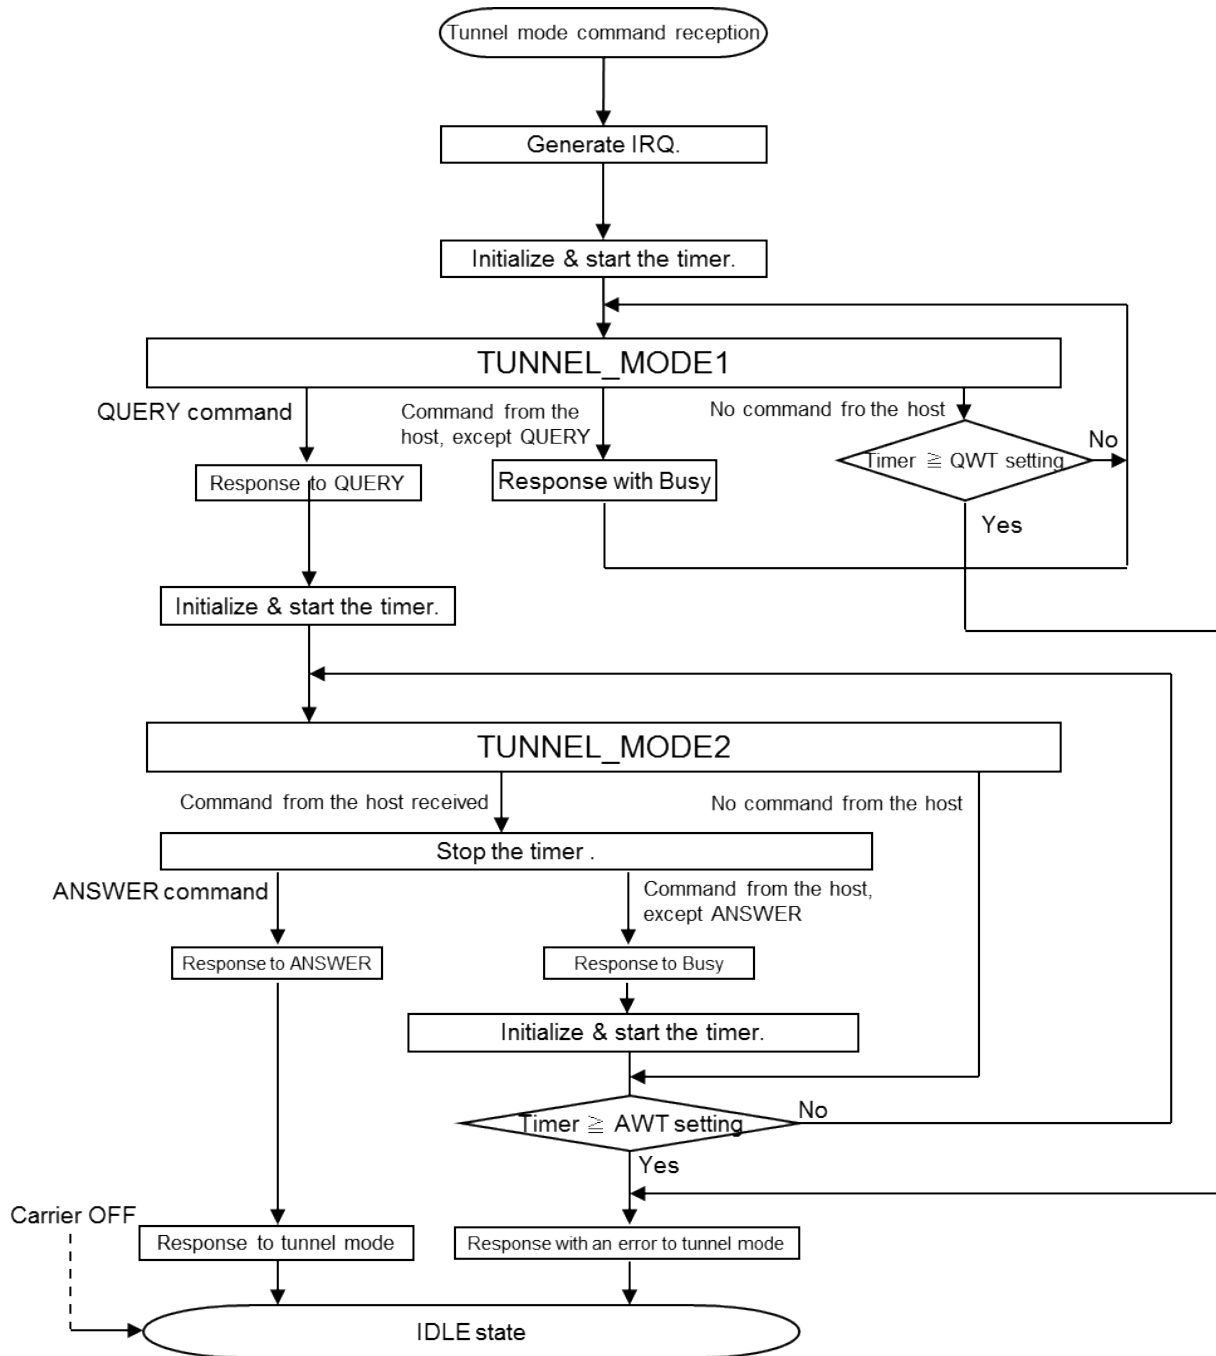 Tunnel mode command reception
Generate IRQ.
Initialize & start the timer.
TUNNEL_MODE1
QUERY command
Command from the
host, except QUERY
No command fro the host
Timer ≧ QWT setting
No
Response to QUERY
Response with Busy
Yes
Initialize & start the timer.
TUNNEL_MODE2
Command from the host received
No command from the host
Stop the timer .
ANSWER command
Command from the host,
except ANSWER
Response to ANSWER
Response to Busy
Initialize & start the timer.
Timer ≧ AWT setting
No
Yes
Carrier OFF
Response to tunnel mode
Response with an error to tunnel mode
IDLE state